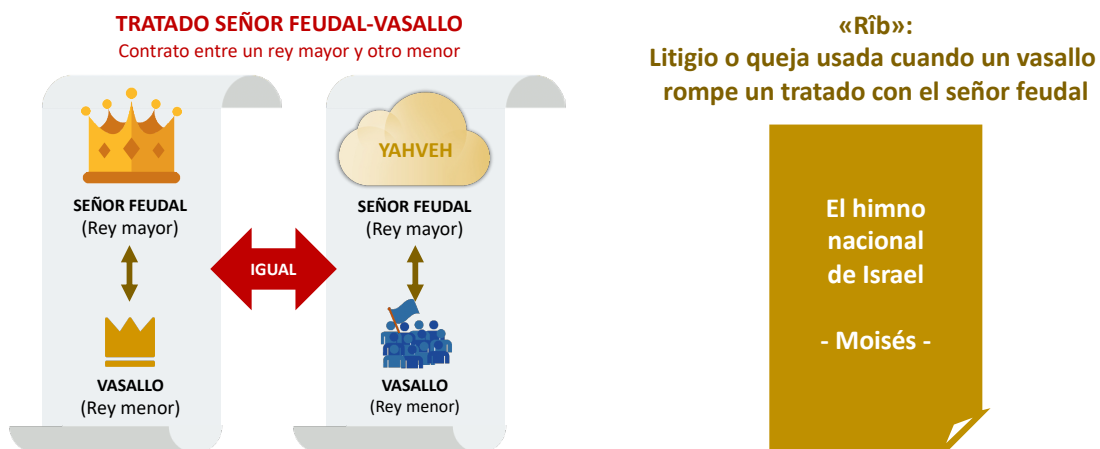 TRATADO SEÑOR FEUDAL-VASALLO
Contrato entre un rey mayor y otro menor
SEÑOR FEUDAL
(Rey mayor)
VASALLO
(Rey menor)
IGUAL
YAHVEH
SEÑOR FEUDAL
(Rey mayor)
VASALLO
(Rey menor)
«Rîb»:
Litigio o queja usada cuando un vasallo
rompe un tratado con el señor feudal
El himno
nacional
de Israel
- Moisés -